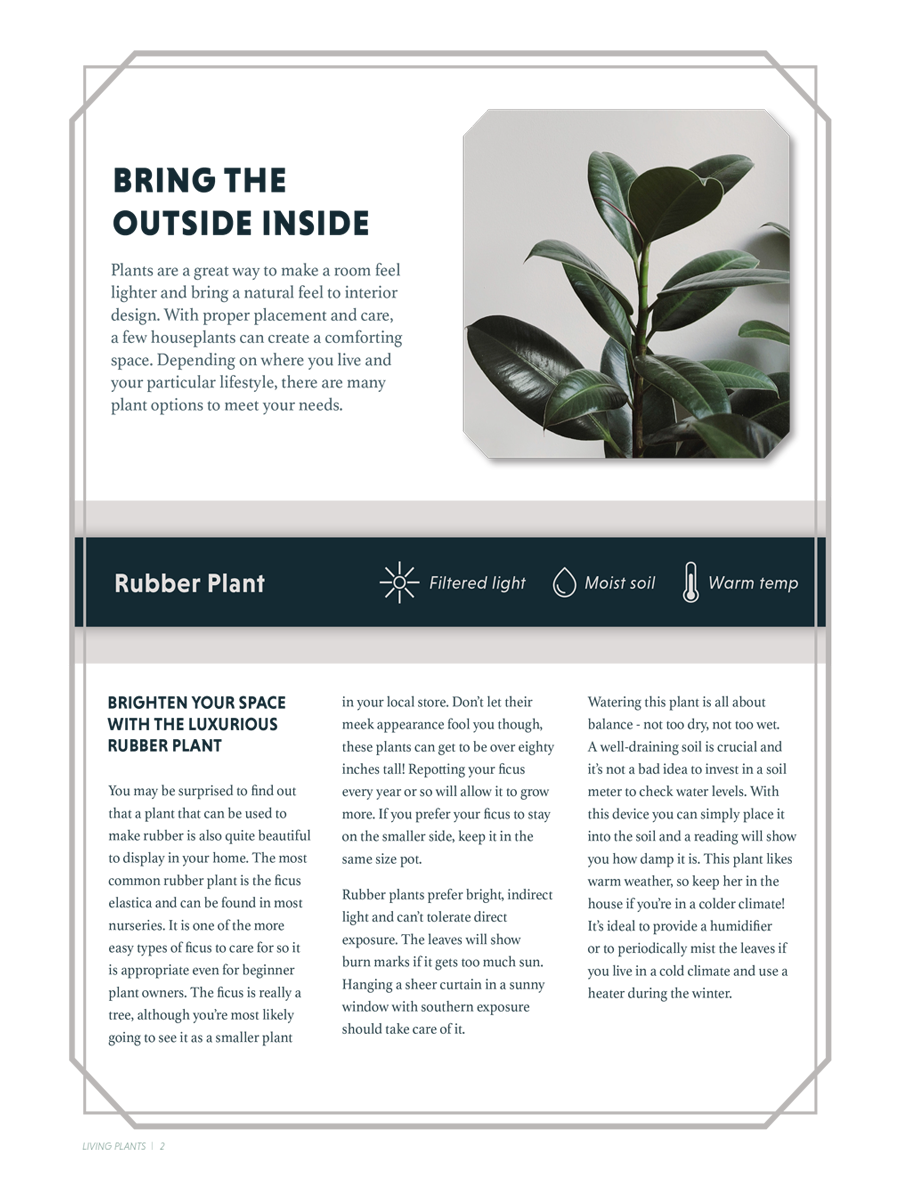 BRING THE
OUTSIDE INSIDE
Plants are a great way to make a room feel
lighter and bring a natural feel to interior
design. With proper placement and care,
a few houseplants can create a comforting
space. Depending on where you live and
your particular lifestyle, there are many
plant options to meet your needs.
Rubber Plant
Filtered light
Moist soil
Warm temp
BRIGHTEN YOUR SPACE
WITH THE LUXURIOUS
RUBBER PLANT
You may be surprised to find out
that a plant that can be used to
make rubber is also quite beautiful
to display in your home. The most
common rubber plant is the ficus
elastica and can be found in most
nurseries. It is one of the more
easy types of ficus to care for so it
is appropriate even for beginner
plant owners. The ficus is really a
tree, although you’re most likely
going to see it as a smaller plant
in your local store. Don’t let their
meek appearance fool you though,
these plants can get to be over eighty
inches tall! Repotting your ficus
every year or so will allow it to grow
more. If you prefer your ficus to stay
on the smaller side, keep it in the
same size pot.
Rubber plants prefer bright, indirect
light and can’t tolerate direct
exposure. The leaves will show
burn marks if it gets too much sun.
Hanging a sheer curtain in a sunny
window with southern exposure
should take care of it.
Watering this plant is all about
balance - not too dry, not too wet.
A well-draining soil is crucial and
it’s not a bad idea to invest in a soil
meter to check water levels. With
this device you can simply place it
into the soil and a reading will show
you how damp it is. This plant likes
warm weather, so keep her in the
house if you’re in a colder climate!
It’s ideal to provide a humidifier
or to periodically mist the leaves if
you live in a cold climate and use a
heater during the winter.
LIVING PLANTS | 2